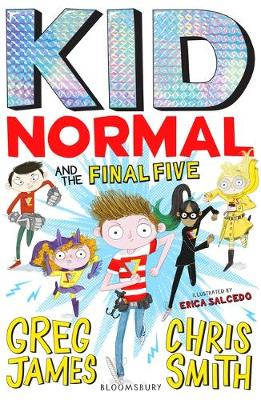 KID
NORMAL
AND THE FINAL FIVE
ILLUSTRATED BY
ERICA SALCEDO
GREG JAMES
CHRIS SMITH
BLOOMSBURY